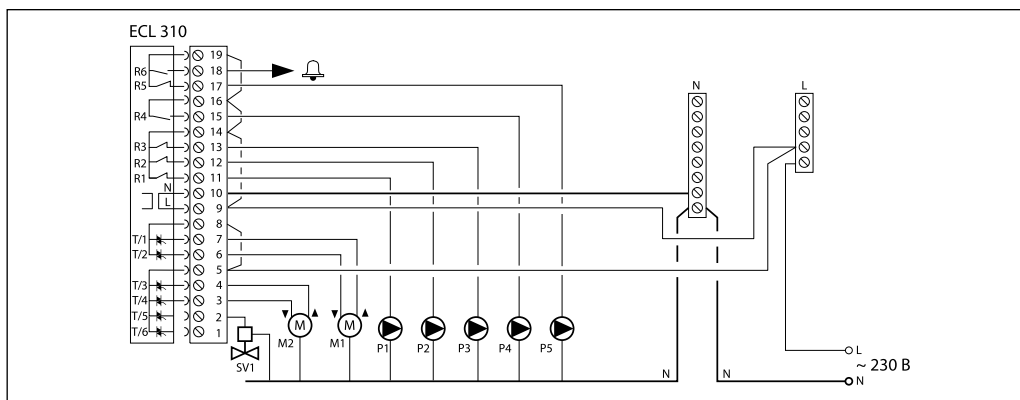 ECL 310
19
R6 18
R5 17
16
R4 15
14
R3 13
R2 12
R1 11
N 10
L 9
8
T/1 7
T/2 6
5
T/3 4
T/4 3
T/5 2
T/6 1
SV1
M
M2
M
M1
P1
P2
P3
P4
P5
N
L
N
N
L
~ 230 В
N